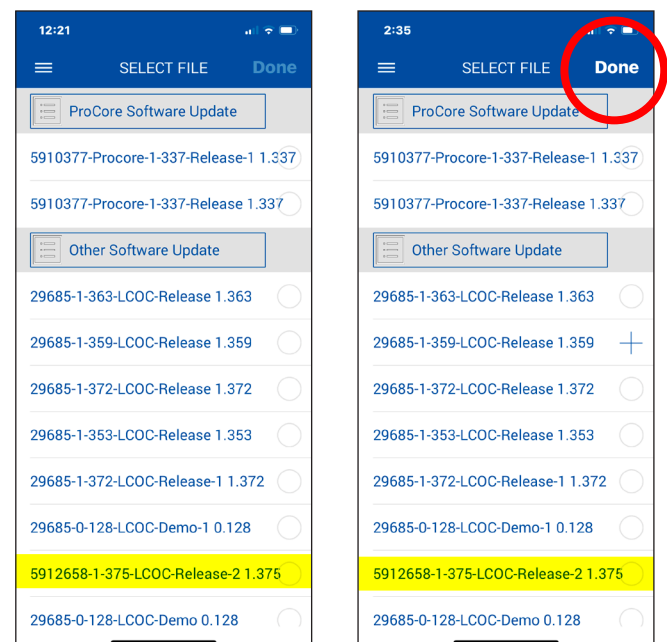 12:21
SELECT FILE
Done
ProCore Software Update
5910377-Procore-1-337-Release-1 1.337
5910377-Procore-1-337-Release 1.337
Other Software Update
29685-1-363-LCOC-Release 1.363
29685-1-359-LCOC-Release 1.359
29685-1-372-LCOC-Release 1.372
29685-1-353-LCOC-Release 1.353
29685-1-372-LCOC-Release-1 1.372
29685-0-128-LCOC-Demo-1 0.128
5912658-1-375-LCOC-Release-2 1.375
29685-0-128-LCOC-Demo 0.128
2:35
SELECT FILE
Done
ProCore Software Update
5910377-Procore-1-337-Release-1 1.337
5910377-Procore-1-337-Release 1.337
Other Software Update
29685-1-363-LCOC-Release 1.363
29685-1-359-LCOC-Release 1.359
29685-1-372-LCOC-Release 1.372
29685-1-353-LCOC-Release 1.353
29685-1-372-LCOC-Release-1 1.372
29685-0-128-LCOC-Demo-1 0.128
5912658-1-375-LCOC-Release-2 1.375
29685-0-128-LCOC-Demo 0.128